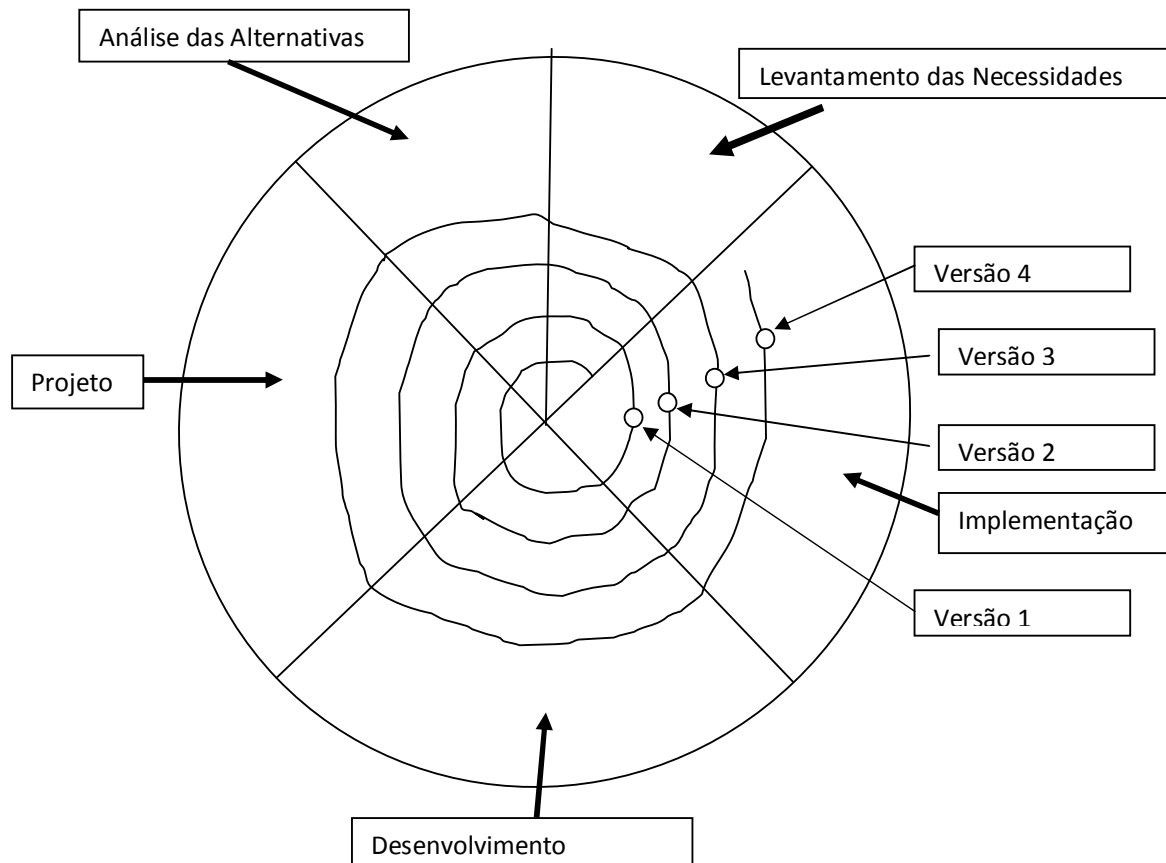 Análise das Alternativas
Levantamento das Necessidades
Versão 4
Versão 3
Projeto
Versão 2
Implementação
Versão 1
Desenvolvimento